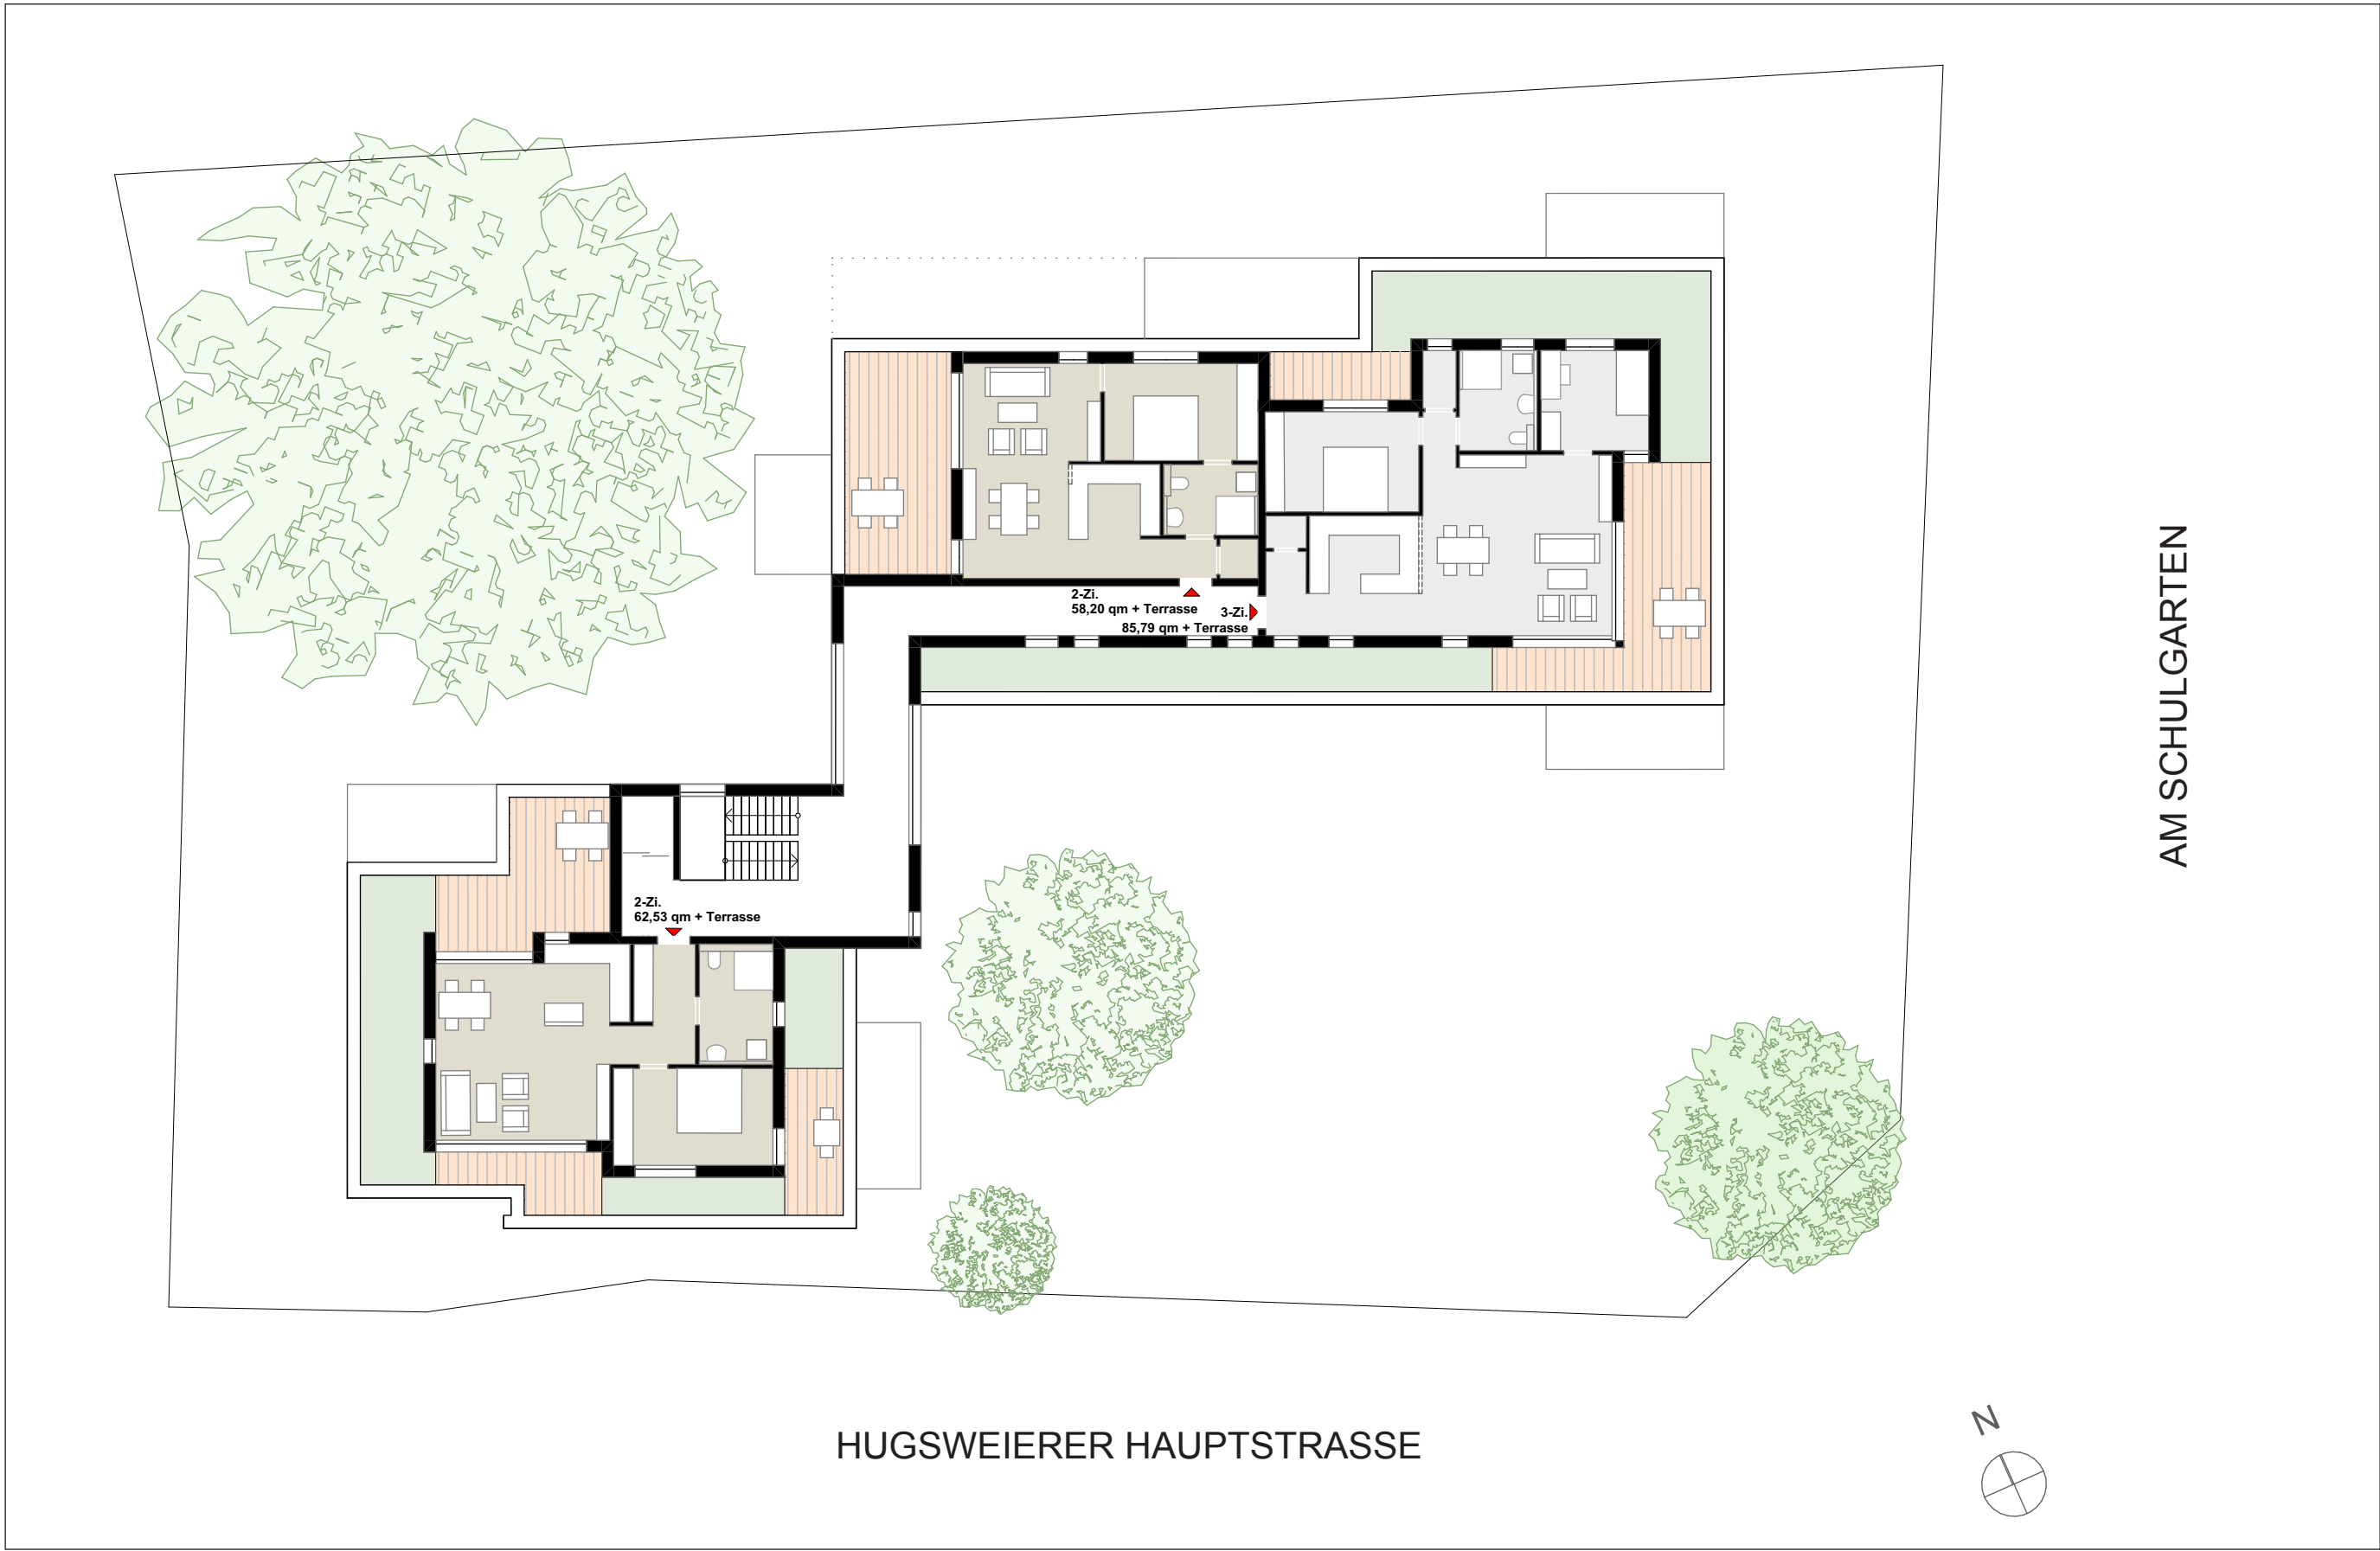 2-Zi.
58,20 qm + Terrasse
3-Zi.
85,79 qm + Terrasse
2-Zi.
62,53 qm + Terrasse
AM SCHULGARTEN
HUGSWEIERER HAUPTSTRASSE
N